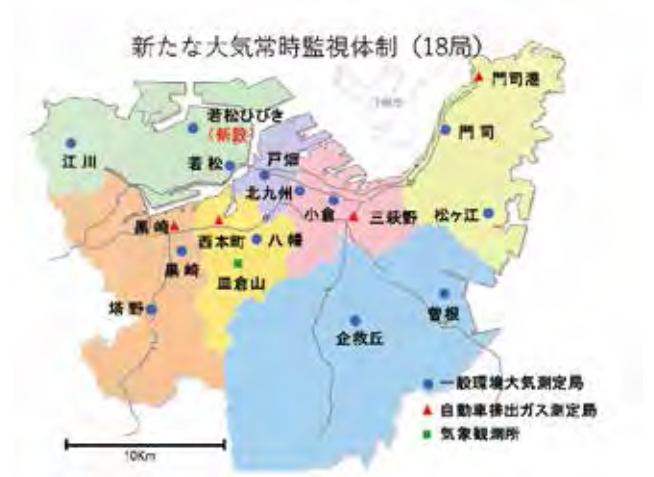 新たな大気常時監視体制（18局）
門司港
若松ひびき
（新設）
門司
江川
若松
戸畑
北九州
小倉
三萩野
松ヶ江
黒崎
西本町
八幡
黒崎
皿倉山
塔野
曽根
企救丘
一般環境大気測定局
自動車排出ガス測定局
気象観測所
10Km